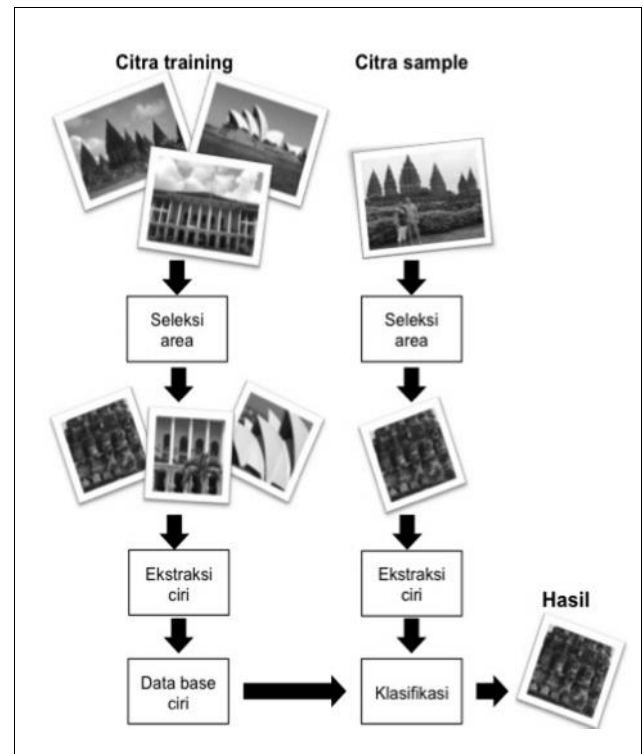 Citra training
Citra sample
Seleksi
area
Seleksi
area
Ekstraksi
ciri
Ekstraksi
ciri
Hasil
Data base
ciri
Klasifikasi